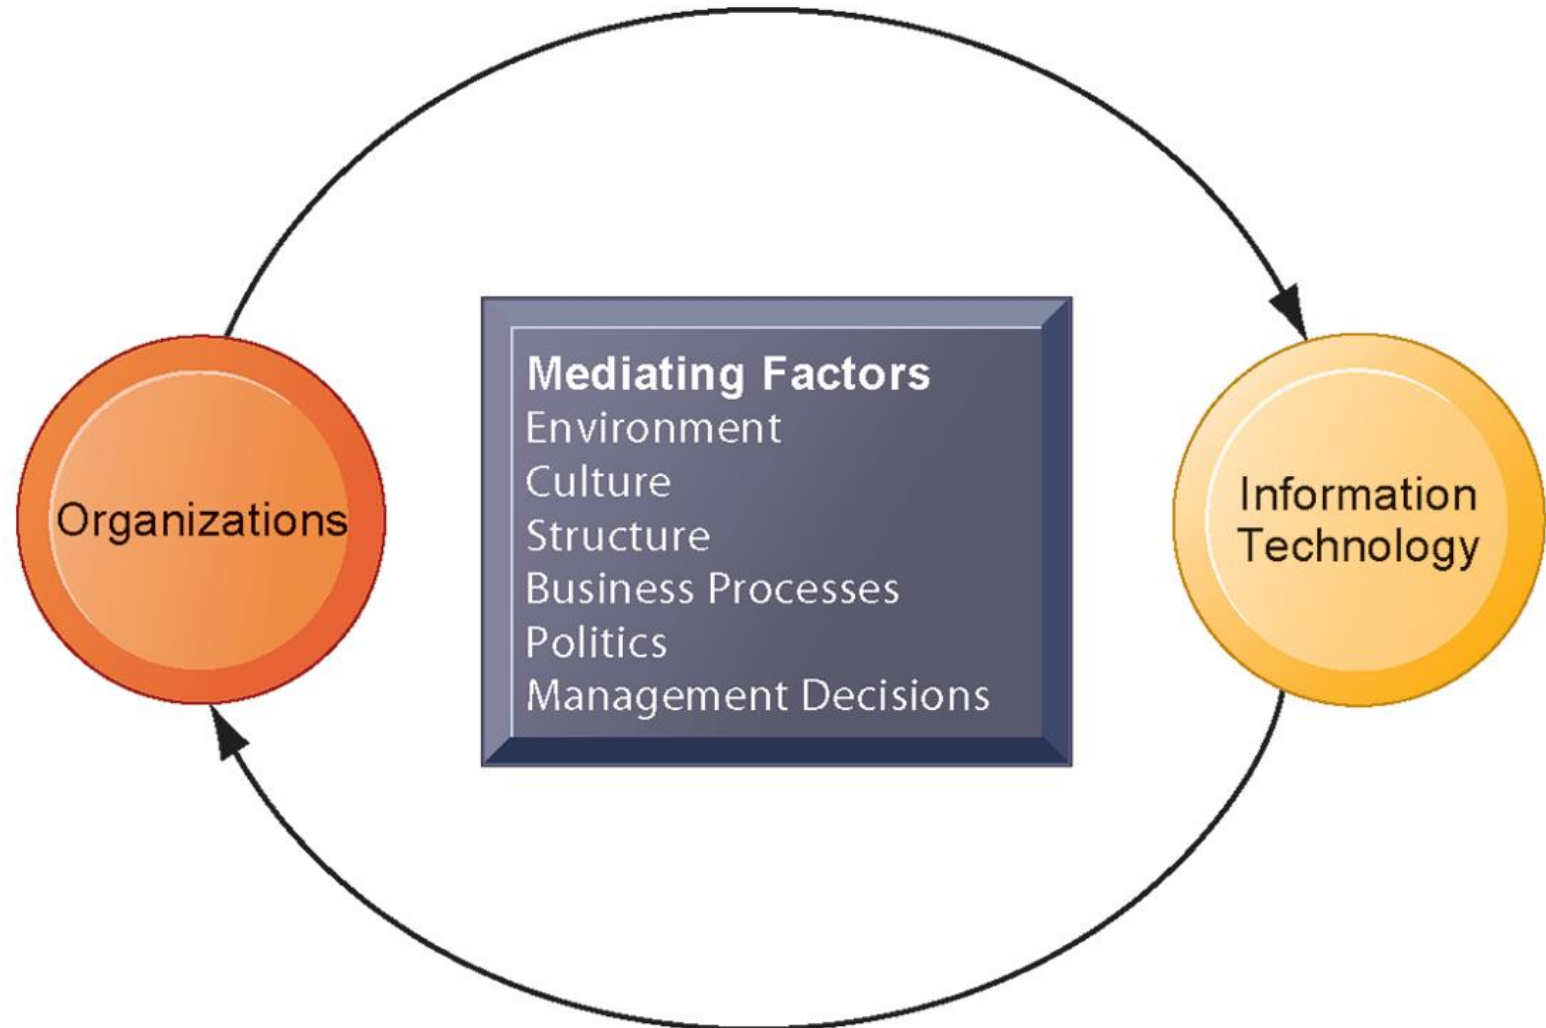 Organizations
Mediating Factors
Environment
Culture
Structure
Business Processes
Politics
Management Decisions
Information
Technology